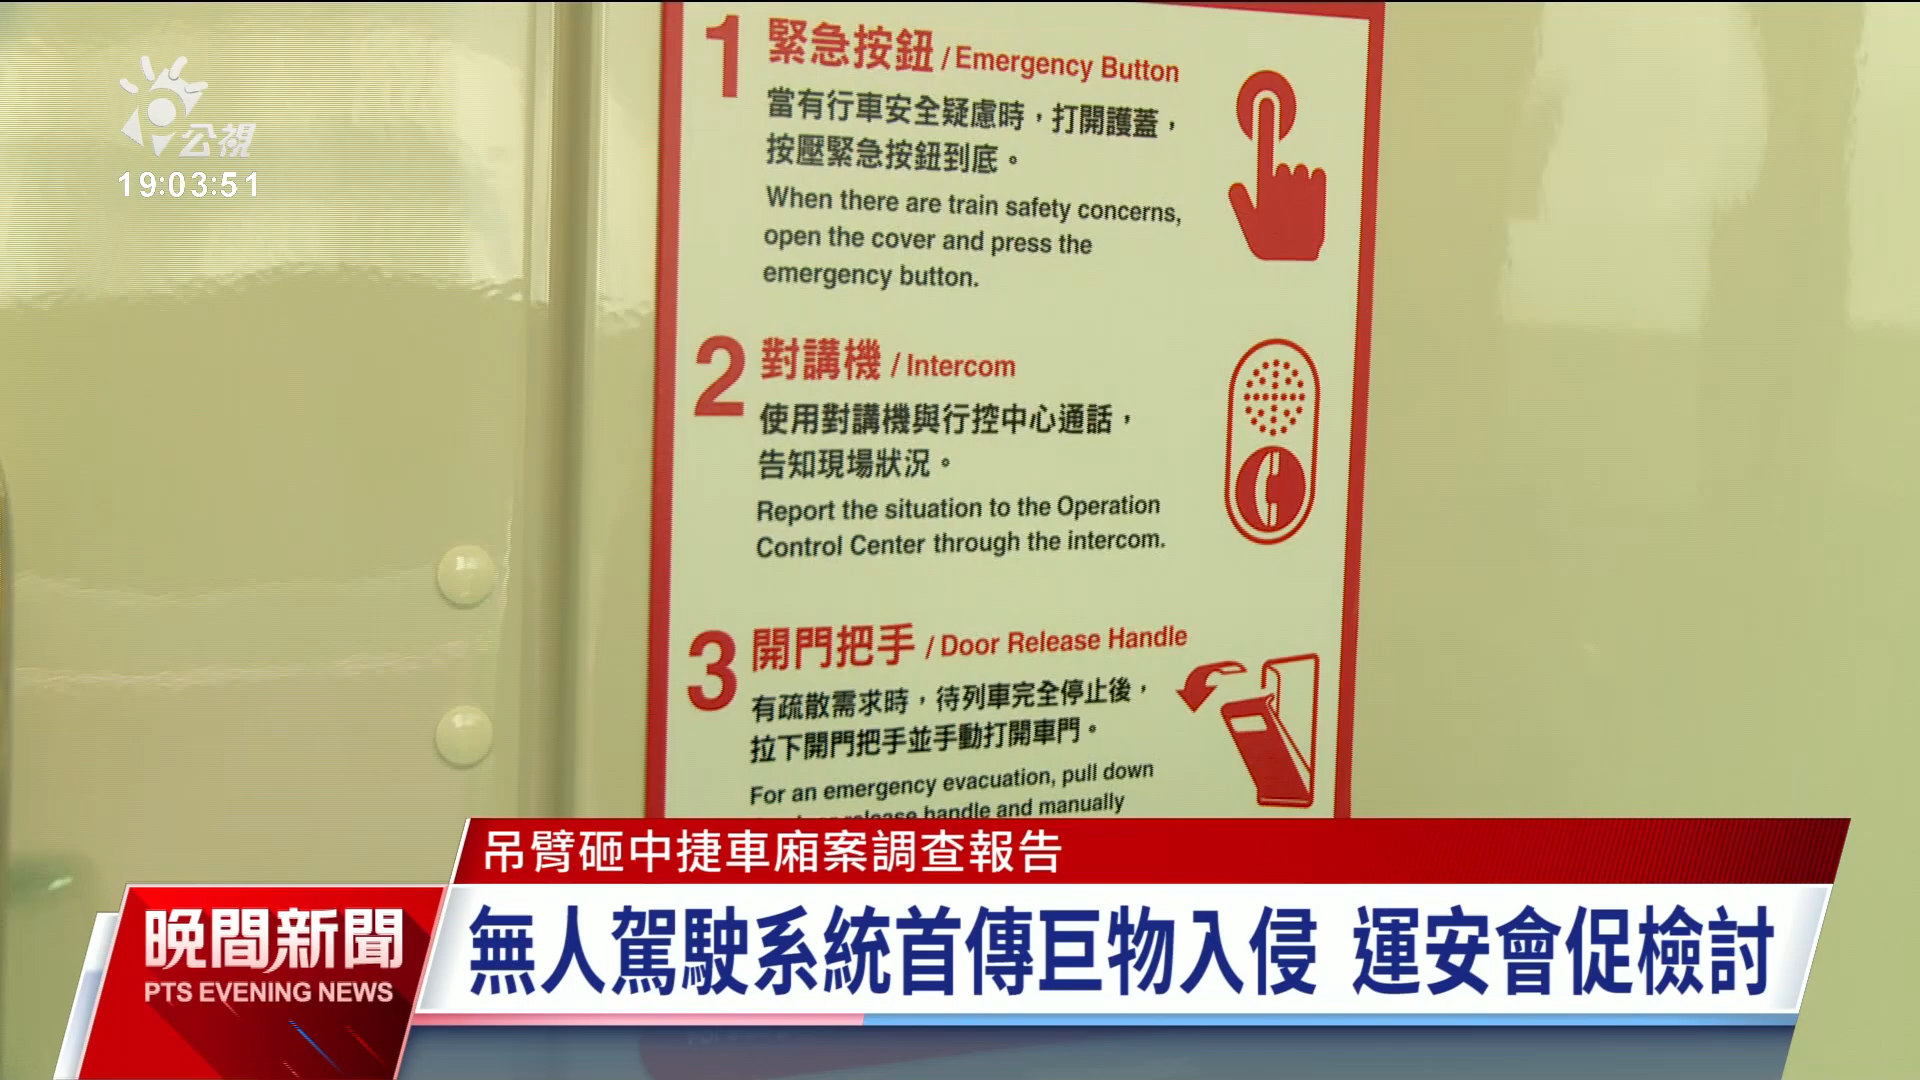 公視
19:03:51
1 緊急按鈕 / Emergency Button
當有行車安全疑慮時，打開護蓋，
按壓緊急按鈕到底。
When there are train safety concerns,
open the cover and press the
emergency button.
2 對講機 / Intercom
使用對講機與行控中心通話，
告知現場狀況。
Report the situation to the Operation
Control Center through the intercom.
3 開門把手 / Door Release Handle
有疏散需求時，待列車完全停止後，
拉下開門把手並手動打開車門。
For an emergency evacuation, pull down
release handle and manually
吊臂砸中捷車廂案調查報告
無人駕駛系統首傳巨物入侵 運安會促檢討
晚間新聞
PTS EVENING NEWS